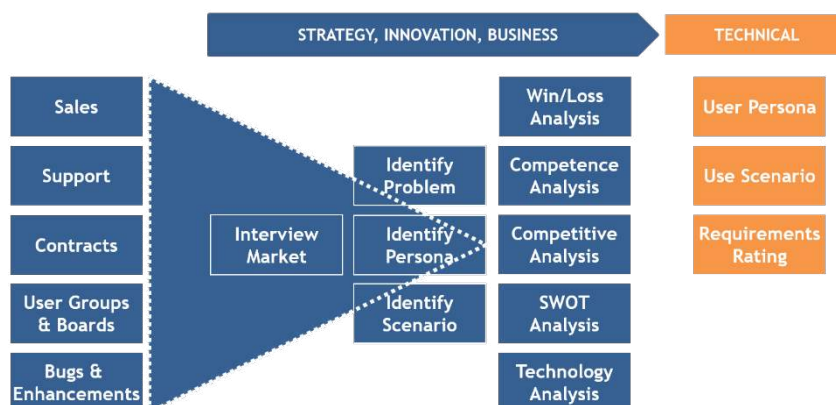 STRATEGY, INNOVATION, BUSINESS
TECHNICAL
Sales
Support
Contracts
User Groups
& Boards
Bugs &
Enhancements
Interview
Market
Identify
Problem
Identify
Persona
Identify
Scenario
Win/Loss
Analysis
Competence
Analysis
Competitive
Analysis
SWOT
Analysis
Technology
Analysis
User Persona
Use Scenario
Requirements
Rating